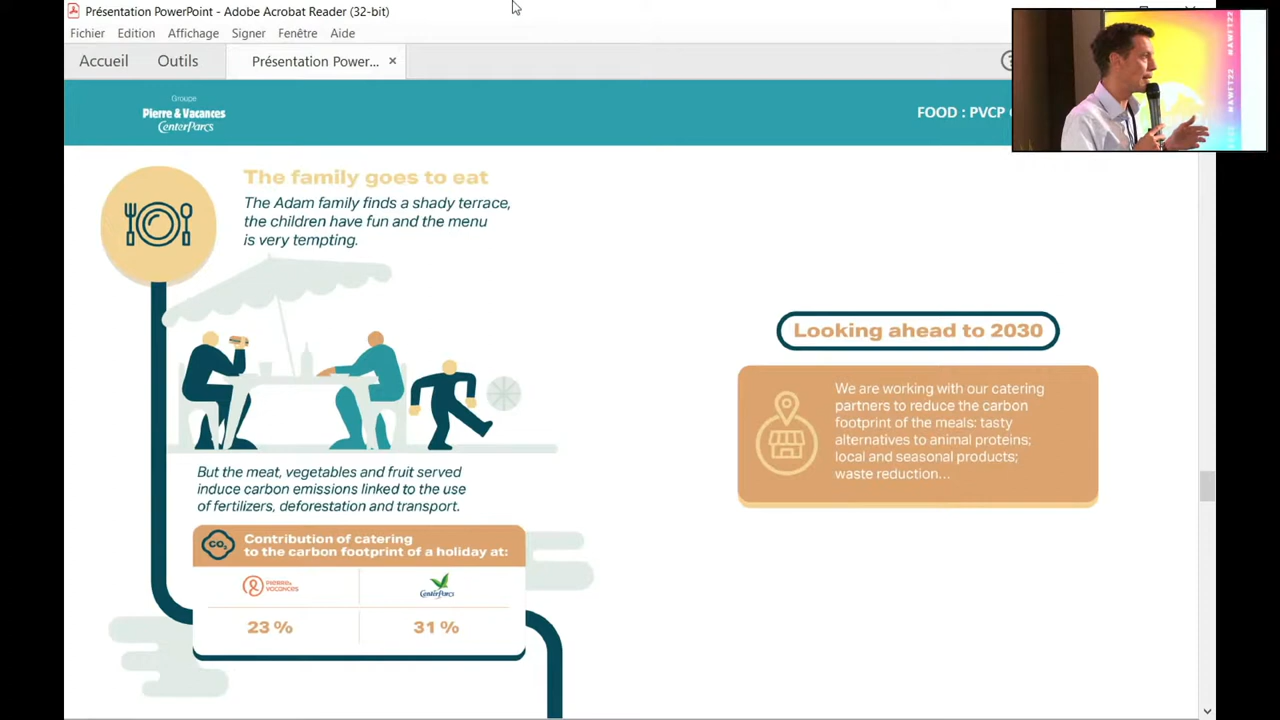 Présentation PowerPoint - Adobe Acrobat Reader (32-bit)
Fichier Edition Affichage Signer Fenêtre Aide
Accueil Outils Présentation Power... ×
Groupe
Pierre & Vacances
CenterParcs
FOOD : PVCP
#AWFT22
The family goes to eat
The Adam family finds a shady terrace,
the children have fun and the menu
is very tempting.
Looking ahead to 2030
We are working with our catering
partners to reduce the carbon
footprint of the meals: tasty
alternatives to animal proteins;
local and seasonal products;
waste reduction…
But the meat, vegetables and fruit served
induce carbon emissions linked to the use
of fertilizers, deforestation and transport.
CO₂
Contribution of catering
to the carbon footprint of a holiday at:
PIERRE &
VACANCES
CenterParcs
23 % 31 %